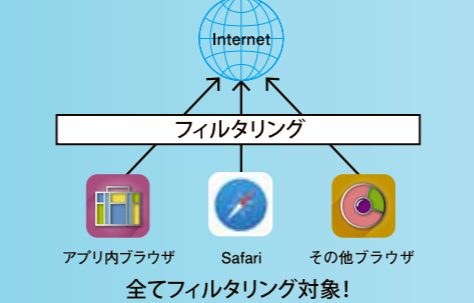 Internet
フィルタリング
アプリ内ブラウザ
Safari
その他ブラウザ
全てフィルタリング対象!